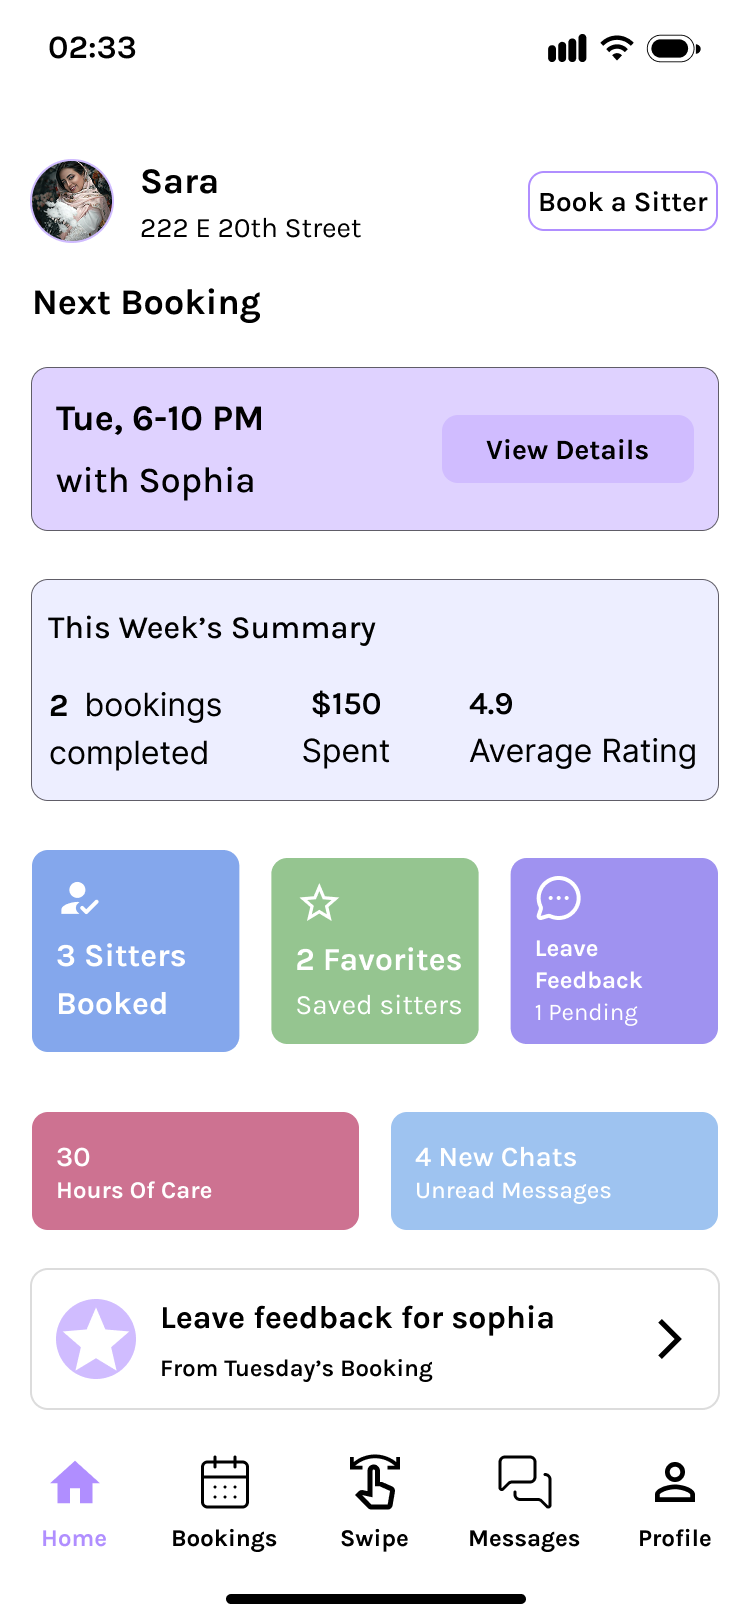 02:33
Sara
222 E 20th Street
Book a Sitter
Next Booking
Tue, 6-10 PM
with Sophia
View Details
This Week’s Summary
2 bookings
completed
$150
Spent
4.9
Average Rating
3 Sitters
Booked
2 Favorites
Saved sitters
Leave
Feedback
1 Pending
30
Hours Of Care
4 New Chats
Unread Messages
Leave feedback for sophia
From Tuesday’s Booking
Home
Bookings
Swipe
Messages
Profile